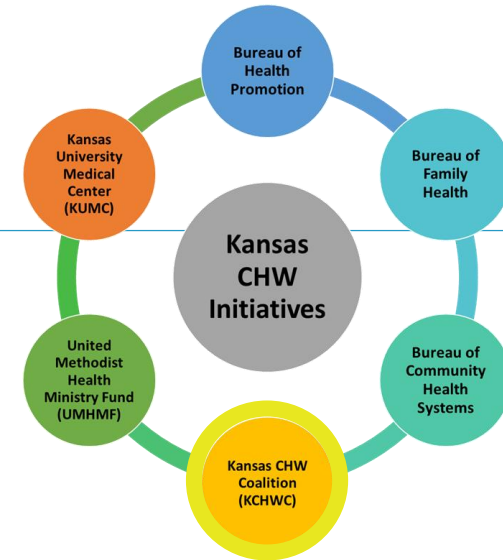 Bureau of
Health
Promotion
Kansas
University
Medical
Center
(KUMC)
Bureau of
Family
Health
Kansas
CHW
Initiatives
United
Methodist
Health
Ministry Fund
(UMHMF)
Bureau of
Community
Health
Systems
Kansas CHW
Coalition
(KCHWC)